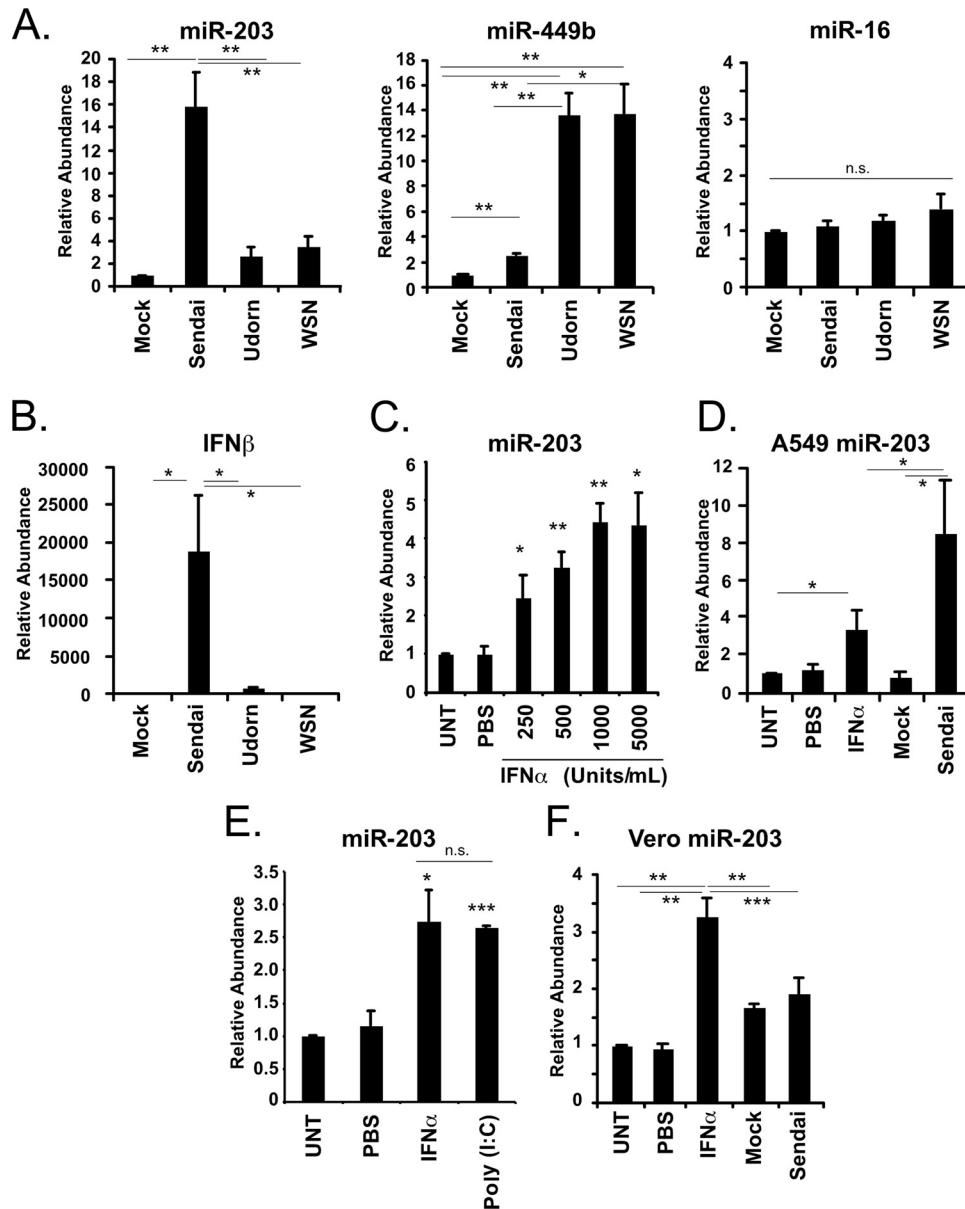 A.
miR-203
** **
**
Relative Abundance
20
18
16
14
12
10
8
6
4
2
0
Mock
Sendai
Udorn
WSN
miR-449b
**
** *
**
**
Relative Abundance
18
16
14
12
10
8
6
4
2
0
Mock
Sendai
Udorn
WSN
miR-16
n.s.
Relative Abundance
4
3
2
1
0
Mock
Sendai
Udorn
WSN
B.
IFNβ
* *
*
Relative Abundance
30000
25000
20000
15000
10000
5000
0
Mock
Sendai
Udorn
WSN
C.
miR-203
* ** ** *
Relative Abundance
6
5
4
3
2
1
0
UNT
PBS
250
500
1000
5000
IFNα (Units/mL)
D.
A549 miR-203
*
*
*
Relative Abundance
12
10
8
6
4
2
0
UNT
PBS
IFNα
Mock
Sendai
E.
miR-203
n.s.
*
***
Relative Abundance
3.5
3.0
2.5
2.0
1.5
1.0
0.5
0.0
UNT
PBS
IFNα
Poly (I:C)
F.
Vero miR-203
** **
** ***
Relative Abundance
4
3
2
1
0
UNT
PBS
IFNα
Mock
Sendai